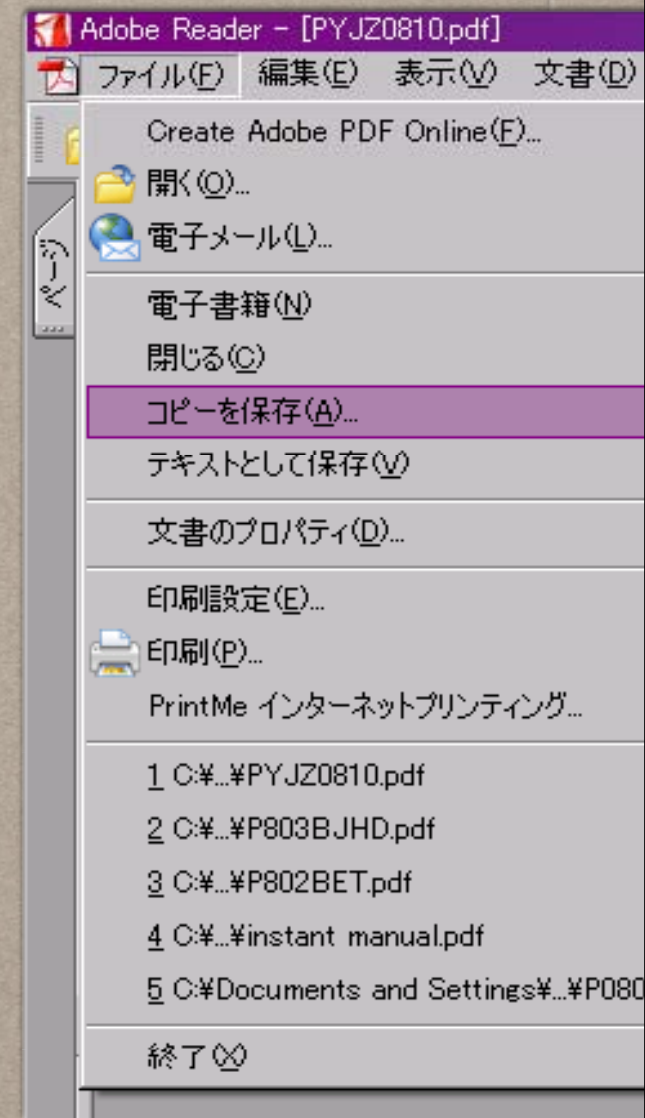 Adobe Reader - [PYJZ0810.pdf]
ファイル(F) 編集(E) 表示(V) 文書(D)
Create Adobe PDF Online(F)...
開く(O)...
電子メール(L)...
ページ
電子書籍(N)
閉じる(C)
コピーを保存(A)...
テキストとして保存(V)
文書のプロパティ(D)...
印刷設定(E)...
印刷(P)...
PrintMe インターネットプリンティング...
1 C:¥...¥PYJZ0810.pdf
2 C:¥...¥P803BJHD.pdf
3 C:¥...¥P802BET.pdf
4 C:¥...¥instant manual.pdf
5 C:¥Documents and Settings¥...¥P080
終了(X)